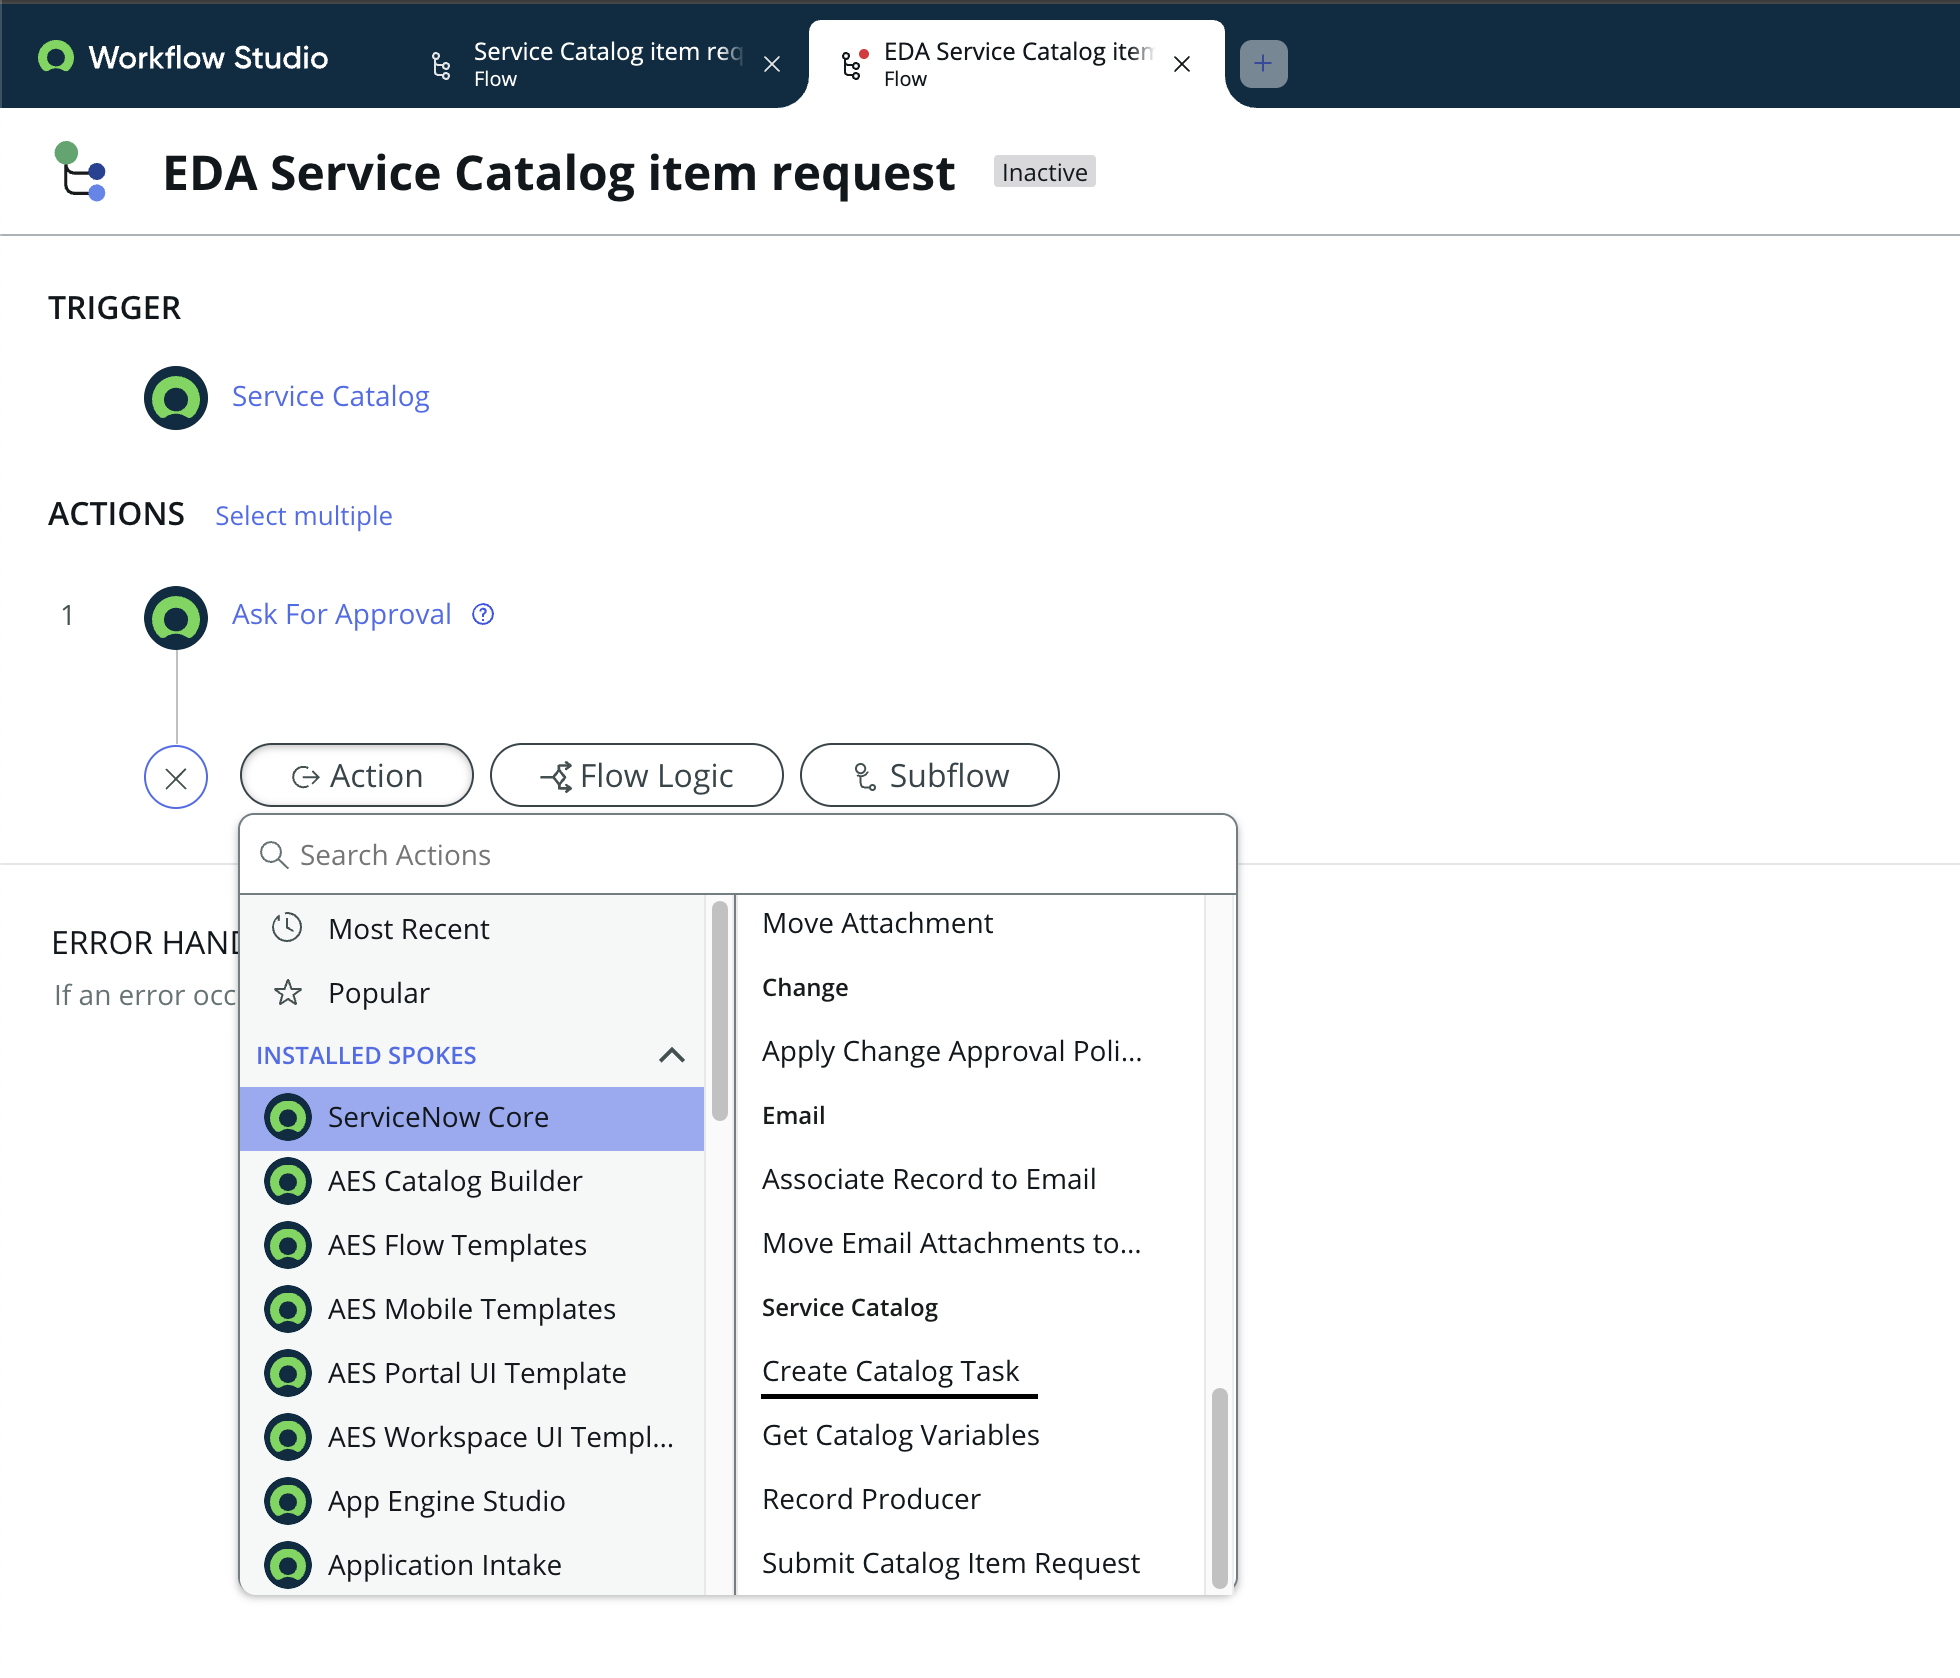 Workflow Studio
Service Catalog item req
Flow
EDA Service Catalog item
Flow
EDA Service Catalog item request
Inactive
TRIGGER
Service Catalog
ACTIONS
Select multiple
1
Ask For Approval
Action
Flow Logic
Subflow
Search Actions
ERROR HAND
If an error occ
Most Recent
Popular
INSTALLED SPOKES
ServiceNow Core
AES Catalog Builder
AES Flow Templates
AES Mobile Templates
AES Portal UI Template
AES Workspace UI Templ...
App Engine Studio
Application Intake
Move Attachment
Change
Apply Change Approval Poli...
Email
Associate Record to Email
Move Email Attachments to...
Service Catalog
Create Catalog Task
Get Catalog Variables
Record Producer
Submit Catalog Item Request